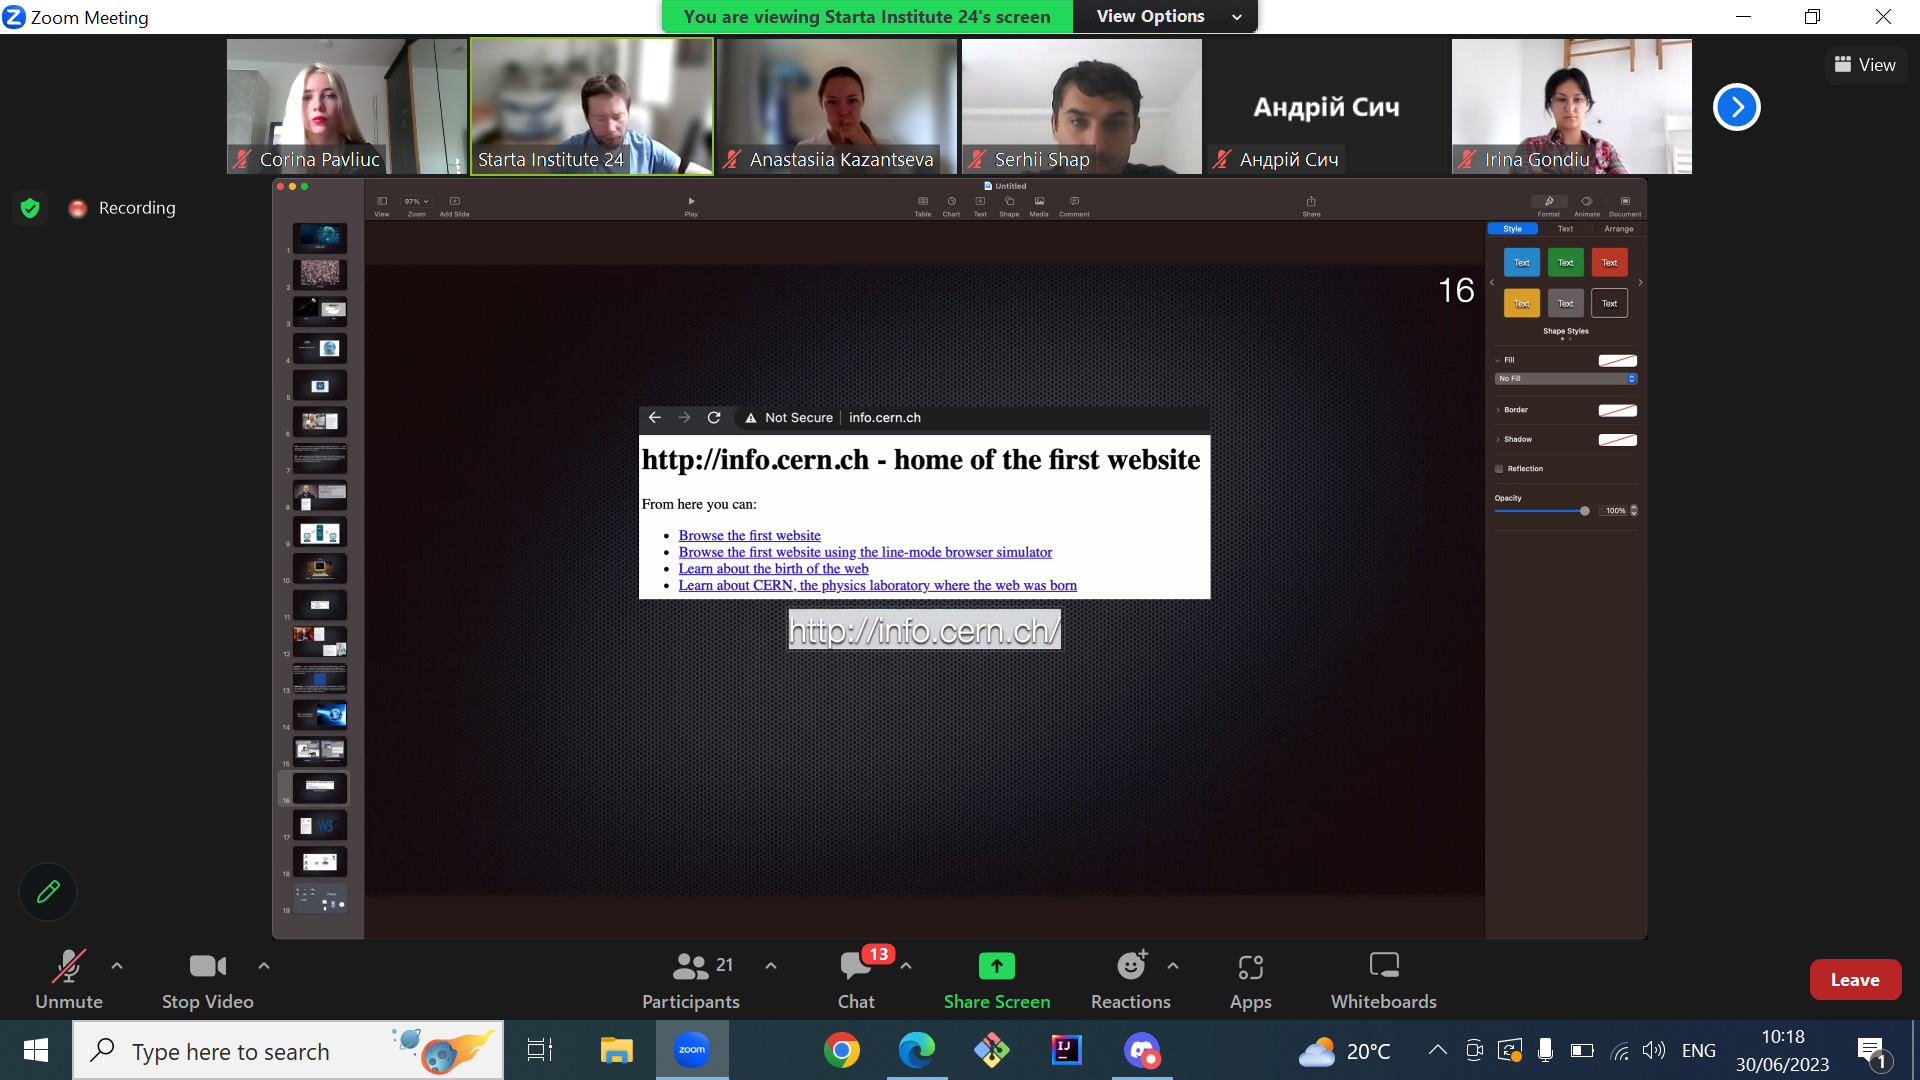 Zoom Meeting
You are viewing Starta Institute 24's screen
View Options
Corina Pavliuc
Starta Institute 24
Anastasiia Kazantseva
Serhii Shap
Андрій Сич
Андрій Сич
Irina Gondiu
View
Recording
Untitled
97%
View
Zoom
Add Slide
Play
Table
Chart
Text
Shape
Media
Comment
Share
Format
Animate
Document
Style
Text
Arrange
Text
Text
Text
Text
Text
Text
Shape Styles
Fill
No Fill
Border
Shadow
Reflection
Opacity
100%
1
2
3
4
5
6
7
8
9
10
11
12
13
14
15
16
17
18
19
16
Not Secure
info.cern.ch
http://info.cern.ch - home of the first website
From here you can:
Browse the first website
Browse the first website using the line-mode browser simulator
Learn about the birth of the web
Learn about CERN, the physics laboratory where the web was born
http://info.cern.ch/
Unmute
Stop Video
21
Participants
13
Chat
Share Screen
Reactions
Apps
Whiteboards
Leave
Type here to search
zoom
IJ
20°C
ENG
10:18
30/06/2023
1